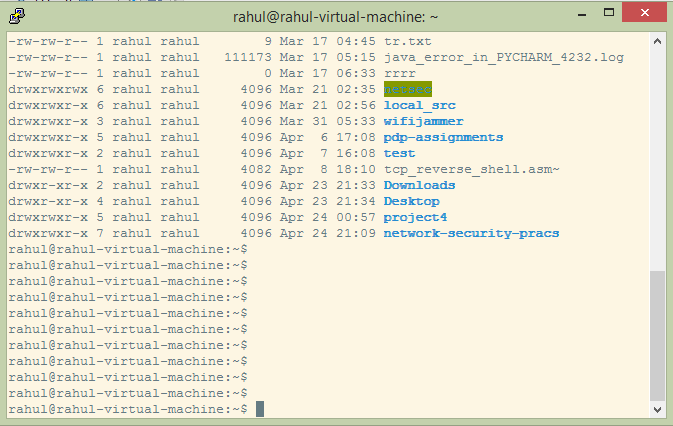 rahul@rahul-virtual-machine: ~
-rw-rw-r-- 1 rahul rahul 9 Mar 17 04:45 tr.txt
-rw-rw-r-- 1 rahul rahul 111173 Mar 17 05:15 java_error_in_PYCHARM_4232.log
-rw-rw-r-- 1 rahul rahul 0 Mar 17 06:33 rrrr
drwxrwxrwx 6 rahul rahul 4096 Mar 21 02:35 netsec
drwxrwxr-x 6 rahul rahul 4096 Mar 21 02:56 local_src
drwxrwxr-x 3 rahul rahul 4096 Mar 31 05:33 wifijammer
drwxrwxr-x 5 rahul rahul 4096 Apr 6 17:08 pdp-assignments
drwxrwxr-x 2 rahul rahul 4096 Apr 7 16:08 test
-rw-rw-r-- 1 rahul rahul 4082 Apr 8 18:10 tcp_reverse_shell.asm~
drwxr-xr-x 2 rahul rahul 4096 Apr 23 21:33 Downloads
drwxr-xr-x 4 rahul rahul 4096 Apr 23 21:34 Desktop
drwxrwxr-x 5 rahul rahul 4096 Apr 24 00:57 project4
drwxrwxr-x 7 rahul rahul 4096 Apr 24 21:09 network-security-pracs
rahul@rahul-virtual-machine:~$
rahul@rahul-virtual-machine:~$
rahul@rahul-virtual-machine:~$
rahul@rahul-virtual-machine:~$
rahul@rahul-virtual-machine:~$
rahul@rahul-virtual-machine:~$
rahul@rahul-virtual-machine:~$
rahul@rahul-virtual-machine:~$
rahul@rahul-virtual-machine:~$
rahul@rahul-virtual-machine:~$
rahul@rahul-virtual-machine:~$